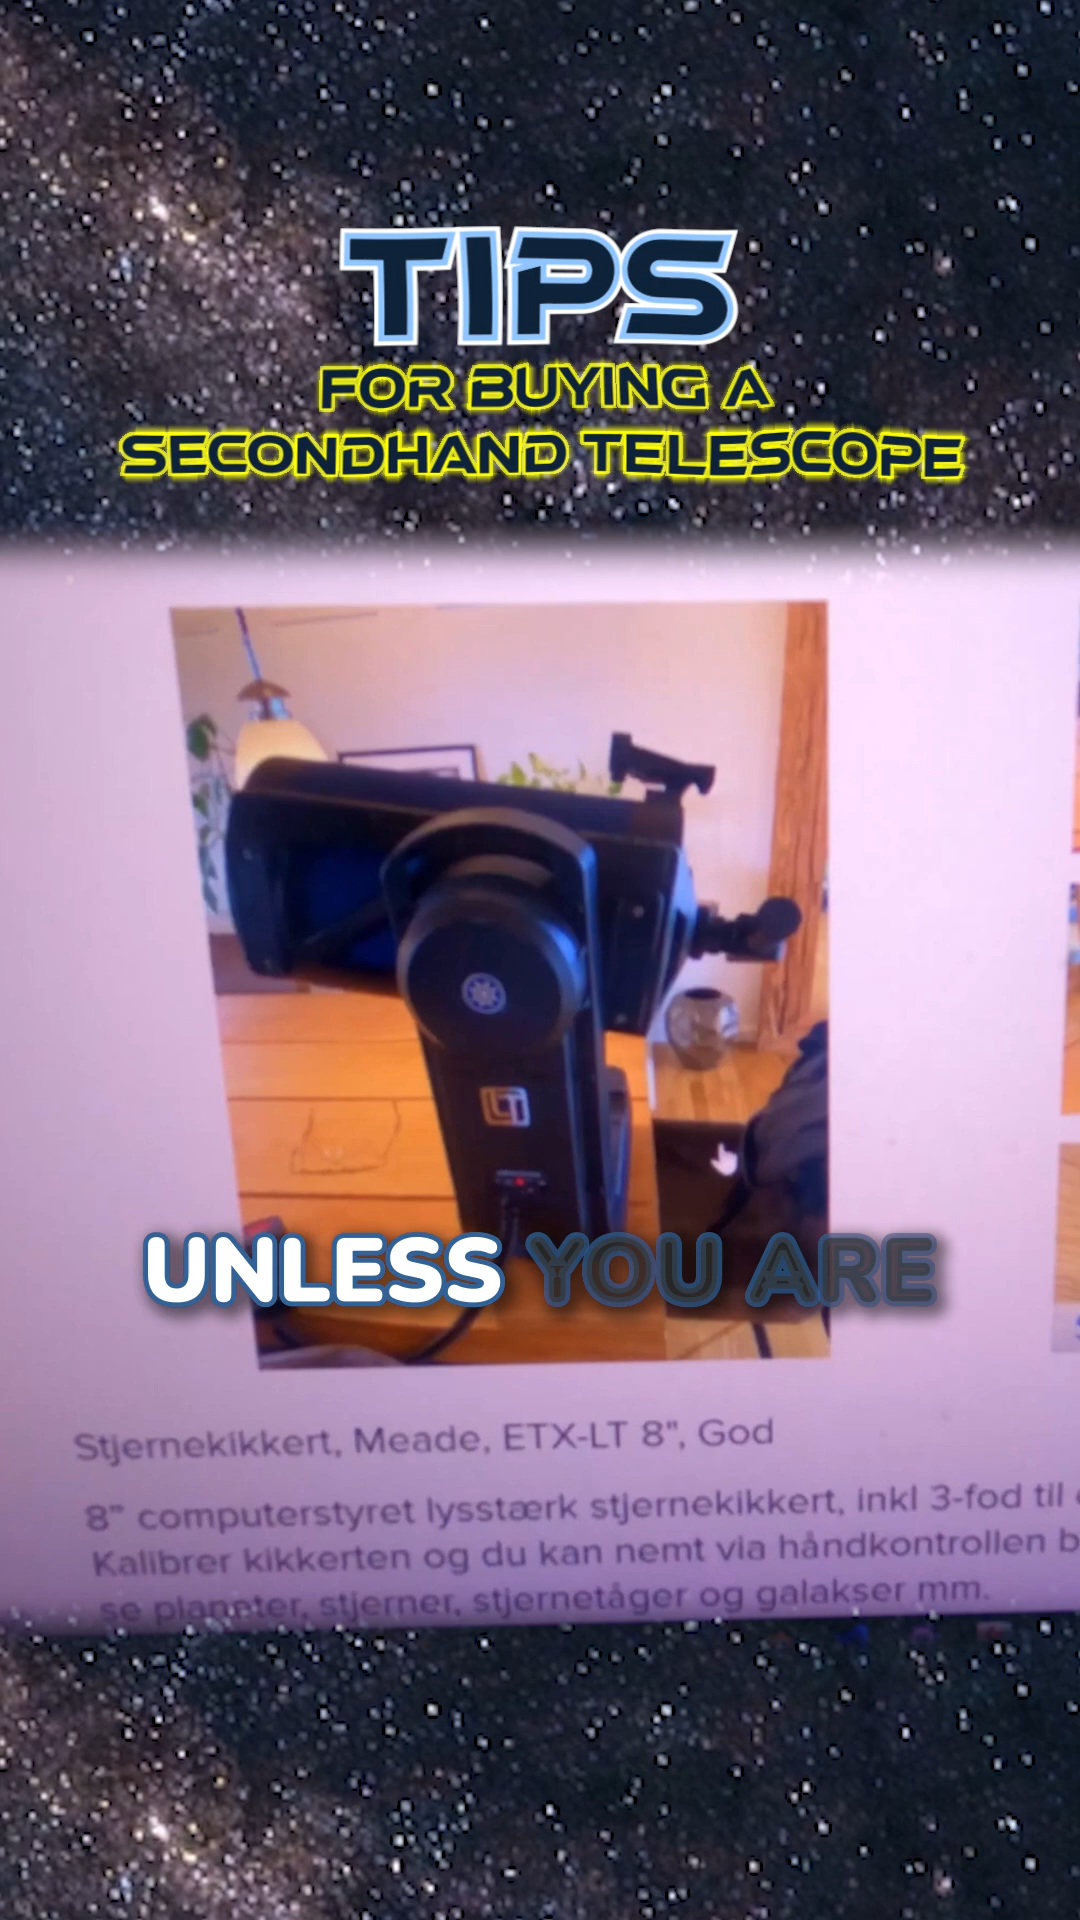 TIPS
FOR BUYING A
SECONDHAND TELESCOPE
LT
UNLESS YOU ARE
Stjernekikkert, Meade, ETX-LT 8", God
8" computerstyret lysstærk stjernekikkert, inkl 3-fod til
Kalibrer kikkerten og du kan nemt via håndkontrollen
se planeter, stjerner, stjernetåger og galakser mm.